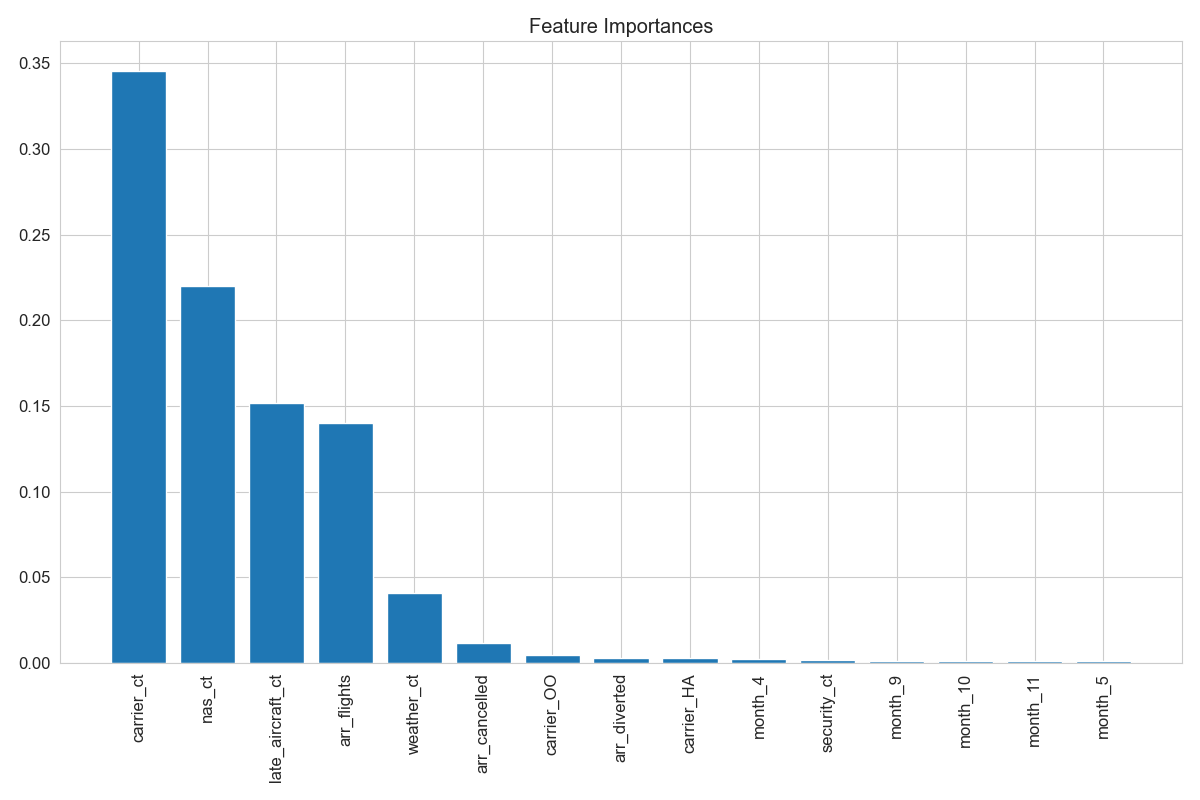 Feature Importances
0.35
0.30
0.25
0.20
0.15
0.10
0.05
0.00
carrier_ct
nas_ct
late_aircraft_ct
arr_flights
weather_ct
arr_cancelled
carrier_OO
arr_diverted
carrier_HA
month_4
security_ct
month_9
month_10
month_11
month_5